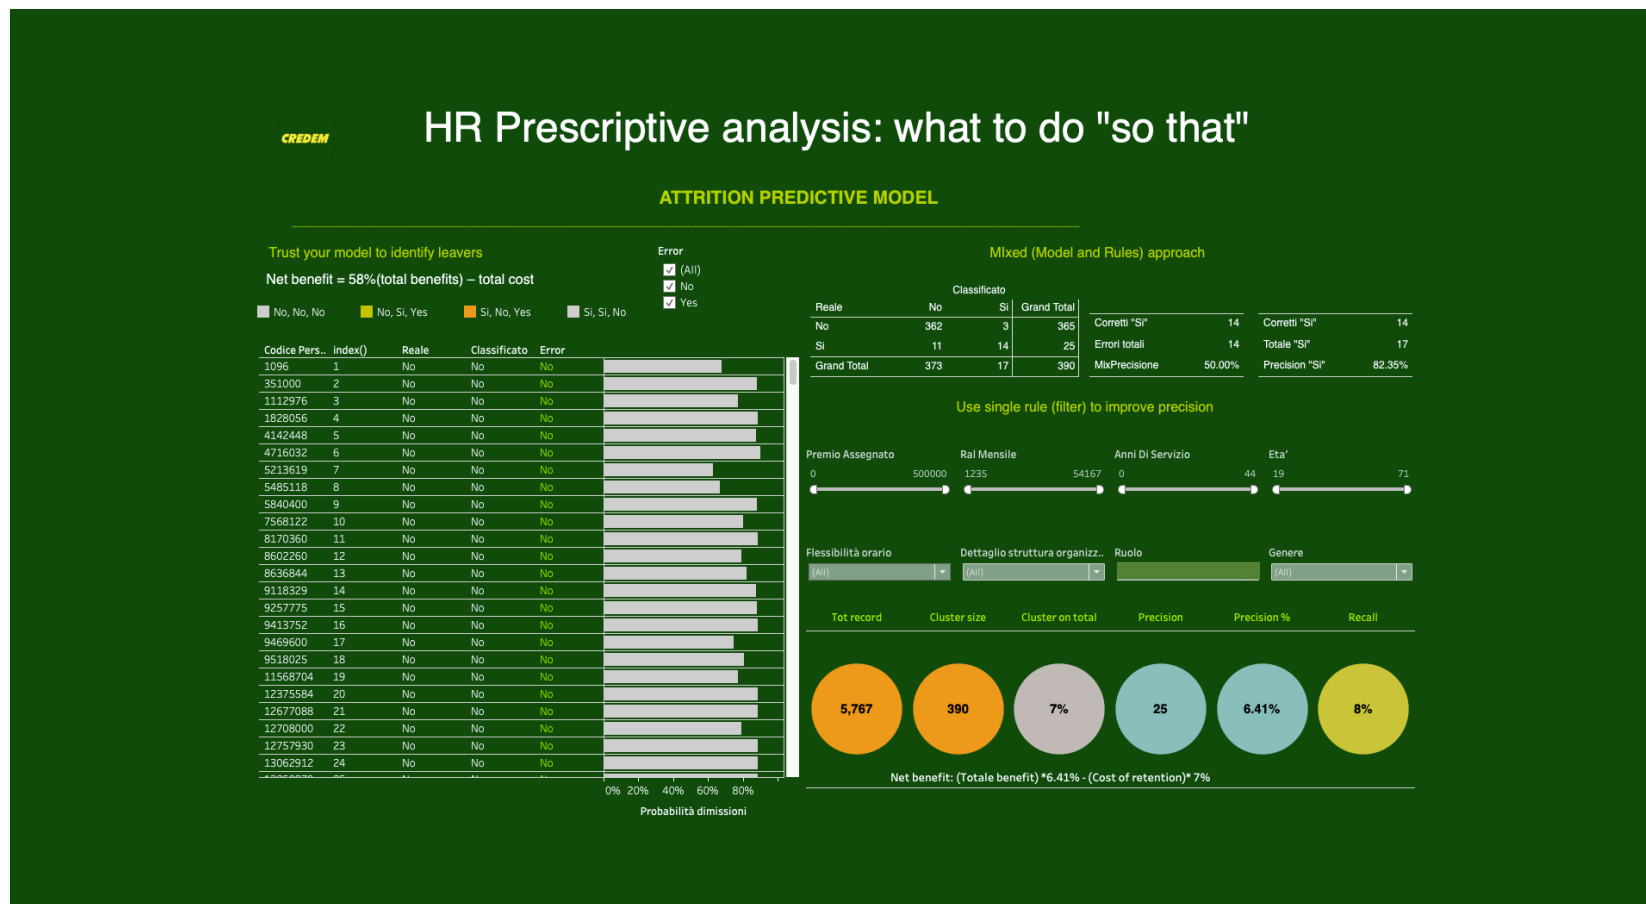 CREDEM
HR Prescriptive analysis: what to do "so that"
ATTRITION PREDICTIVE MODEL
Trust your model to identify leavers
Net benefit = 58%(total benefits) – total cost
No, No, No
No, Si, Yes
Si, No, Yes
Si, Si, No
Error
(All)
No
Yes
Codice Pers.. index() Reale Classificato Error
1096 1 No No No
351000 2 No No No
1112976 3 No No No
1828056 4 No No No
4142448 5 No No No
4716032 6 No No No
5213619 7 No No No
5485118 8 No No No
5840400 9 No No No
7568122 10 No No No
8170360 11 No No No
8602260 12 No No No
8636844 13 No No No
9118329 14 No No No
9257775 15 No No No
9413752 16 No No No
9469600 17 No No No
9518025 18 No No No
11568704 19 No No No
12375584 20 No No No
12677088 21 No No No
12708000 22 No No No
12757930 23 No No No
13062912 24 No No No
0% 20% 40% 60% 80%
Probabilità dimissioni
MIxed (Model and Rules) approach
Classificato
Reale No Si Grand Total
No 362 3 365
Si 11 14 25
Grand Total 373 17 390
Corretti "Si" 14
Errori totali 14
MixPrecisione 50.00%
Corretti "Si" 14
Totale "Si" 17
Precision "Si" 82.35%
Use single rule (filter) to improve precision
Premio Assegnato
0 500000
Ral Mensile
1235 54167
Anni Di Servizio
0 44
Eta'
19 71
Flessibilità orario
(All)
Dettaglio struttura organizz..
(All)
Ruolo
Genere
(All)
Tot record Cluster size Cluster on total Precision Precision % Recall
5,767 390 7% 25 6.41% 8%
Net benefit: (Totale benefit) *6.41% - (Cost of retention)* 7%